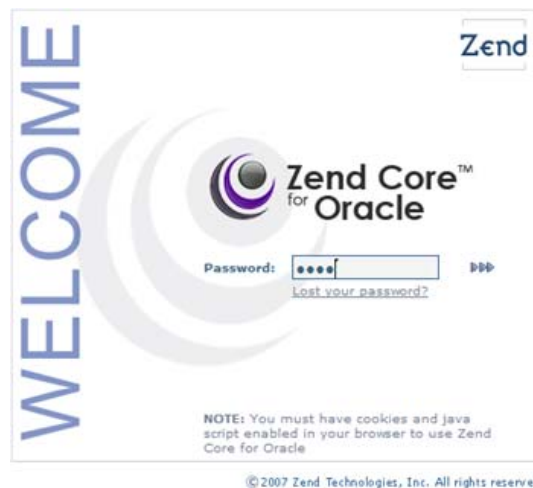 WELCOME
Zend
Zend Core™
for Oracle
Password: ••••
Lost your password?
NOTE: You must have cookies and java
script enabled in your browser to use Zend
Core for Oracle
©2007 Zend Technologies, Inc. All rights reserve